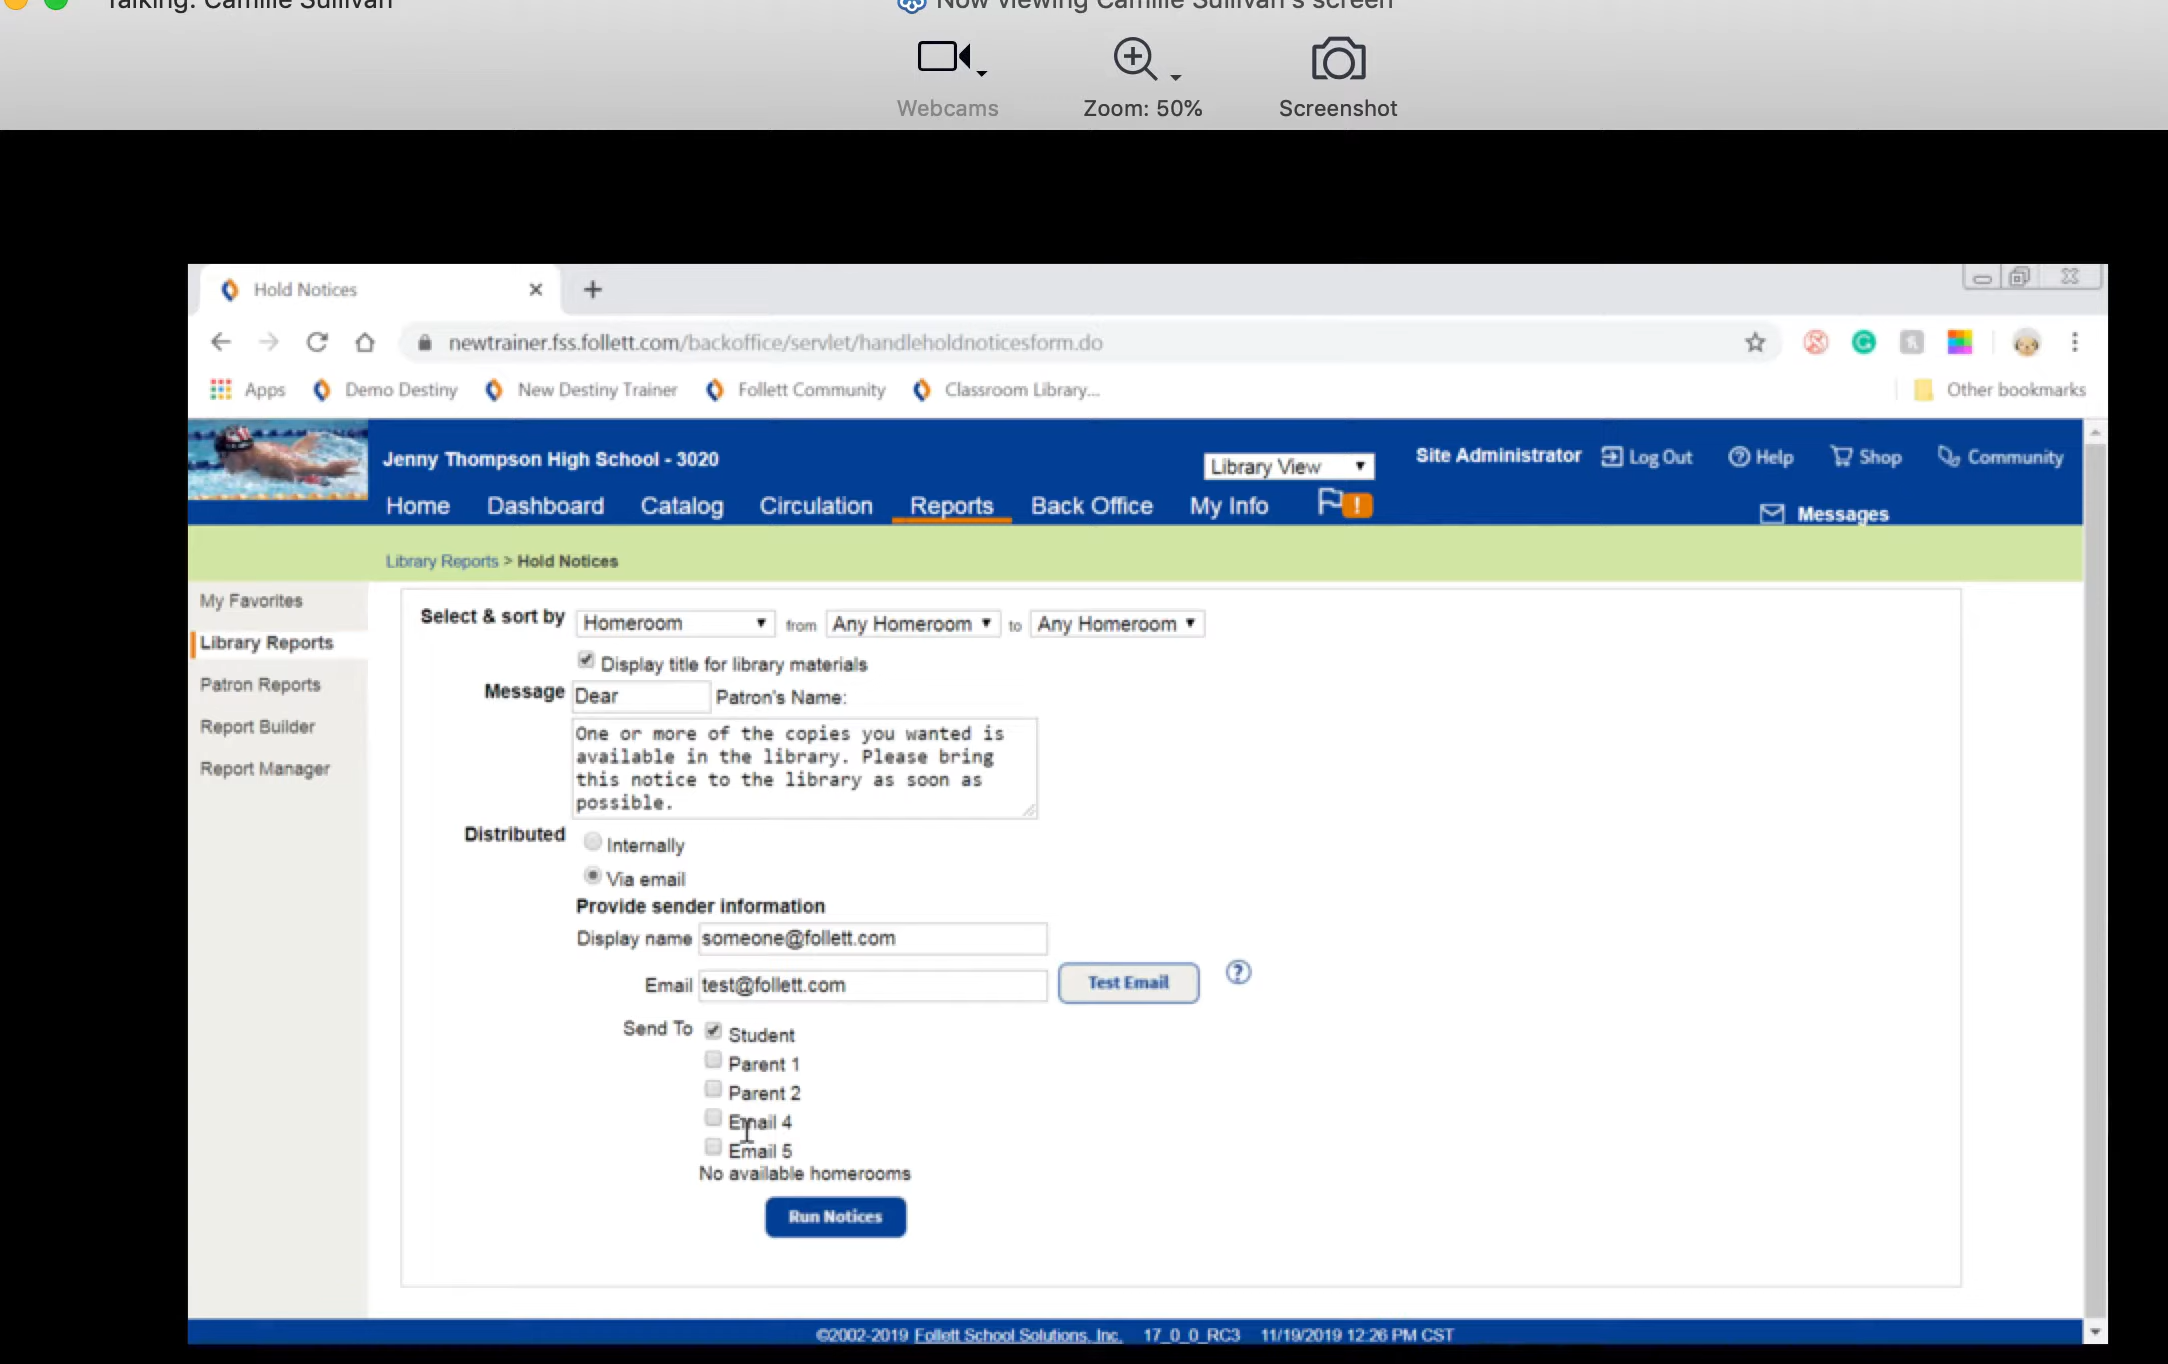 Talking: Camille Sullivan
Now viewing Camille Sullivan's screen
Webcams
Zoom: 50%
Screenshot
Hold Notices
newtrainer.fss.follett.com/backoffice/servlet/handleholdnoticesform.do
Apps Demo Destiny New Destiny Trainer Follett Community Classroom Library... Other bookmarks
Jenny Thompson High School - 3020
Library View
Site Administrator Log Out Help Shop Community
Home Dashboard Catalog Circulation Reports Back Office My Info
Messages
Library Reports > Hold Notices
My Favorites
Library Reports
Patron Reports
Report Builder
Report Manager
Select & sort by Homeroom from Any Homeroom to Any Homeroom
Display title for library materials
Message Dear Patron's Name:
One or more of the copies you wanted is
available in the library. Please bring
this notice to the library as soon as
possible.
Distributed
Internally
Via email
Provide sender information
Display name someone@follett.com
Email test@follett.com Test Email ?
Send To Student
Parent 1
Parent 2
Email 4
Email 5
No available homerooms
Run Notices
©2002-2019 Follett School Solutions, Inc. 17_0_0_RC3 11/19/2019 12:26 PM CST